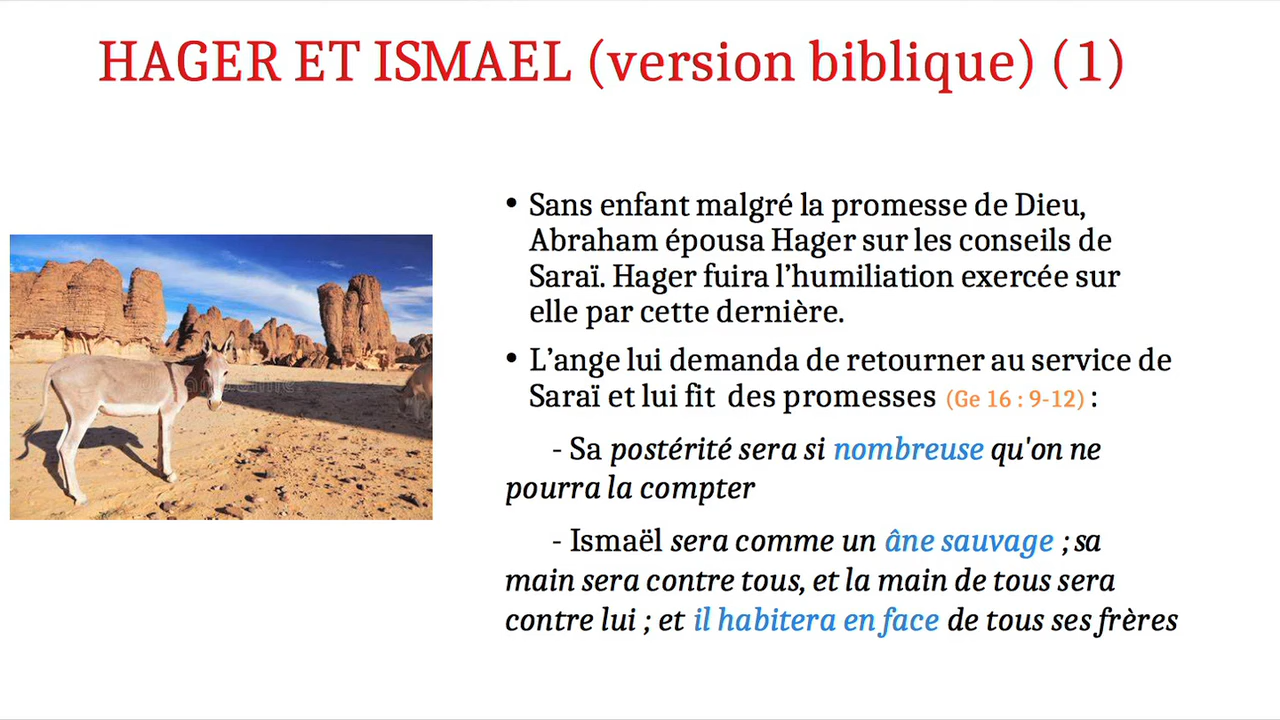 HAGER ET ISMAEL (version biblique) (1)
• Sans enfant malgré la promesse de Dieu,
Abraham épousa Hager sur les conseils de
Saraï. Hager fuira l’humiliation exercée sur
elle par cette dernière.
• L’ange lui demanda de retourner au service de
Saraï et lui fit des promesses (Ge 16 : 9-12) :
- Sa postérité sera si nombreuse qu'on ne
pourra la compter
- Ismaël sera comme un âne sauvage ; sa
main sera contre tous, et la main de tous sera
contre lui ; et il habitera en face de tous ses frères